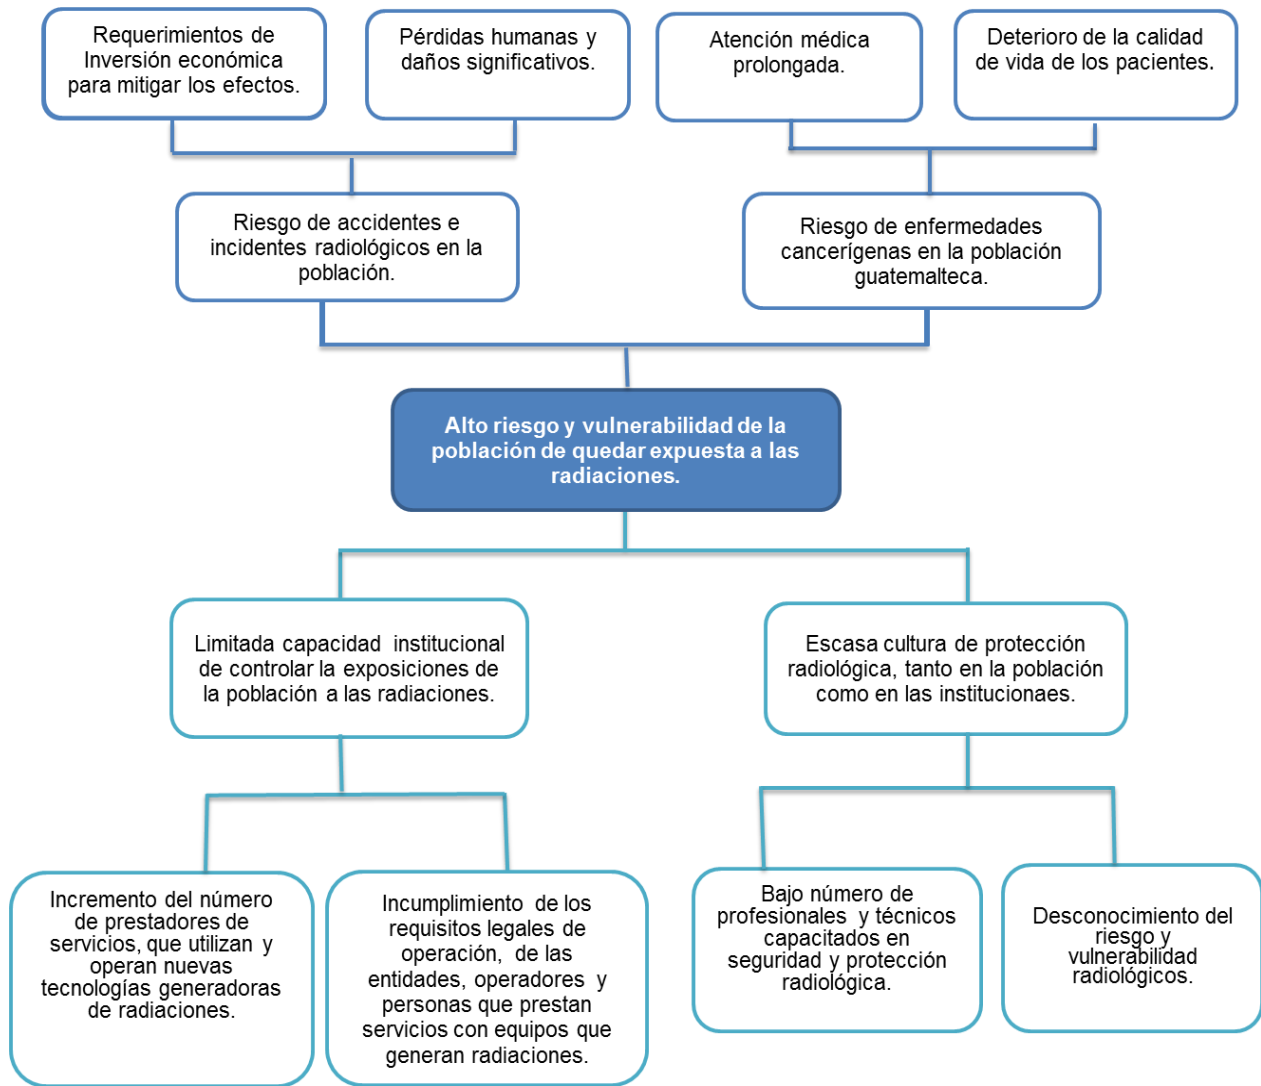 Requerimientos de
Inversión económica
para mitigar los efectos.
Pérdidas humanas y
daños significativos.
Atención médica
prolongada.
Deterioro de la calidad
de vida de los pacientes.
Riesgo de accidentes e
incidentes radiológicos en la
población.
Riesgo de enfermedades
cancerígenas en la población
guatemalteca.
Alto riesgo y vulnerabilidad de la
población de quedar expuesta a las
radiaciones.
Limitada capacidad institucional
de controlar la exposiciones de
la población a las radiaciones.
Escasa cultura de protección
radiológica, tanto en la población
como en las institucionaes.
Incremento del número
de prestadores de
servicios, que utilizan y
operan nuevas
tecnologías generadoras
de radiaciones.
Incumplimiento de los
requisitos legales de
operación, de las
entidades, operadores y
personas que prestan
servicios con equipos que
generan radiaciones.
Bajo número de
profesionales y técnicos
capacitados en
seguridad y protección
radiológica.
Desconocimiento del
riesgo y
vulnerabilidad
radiológicos.